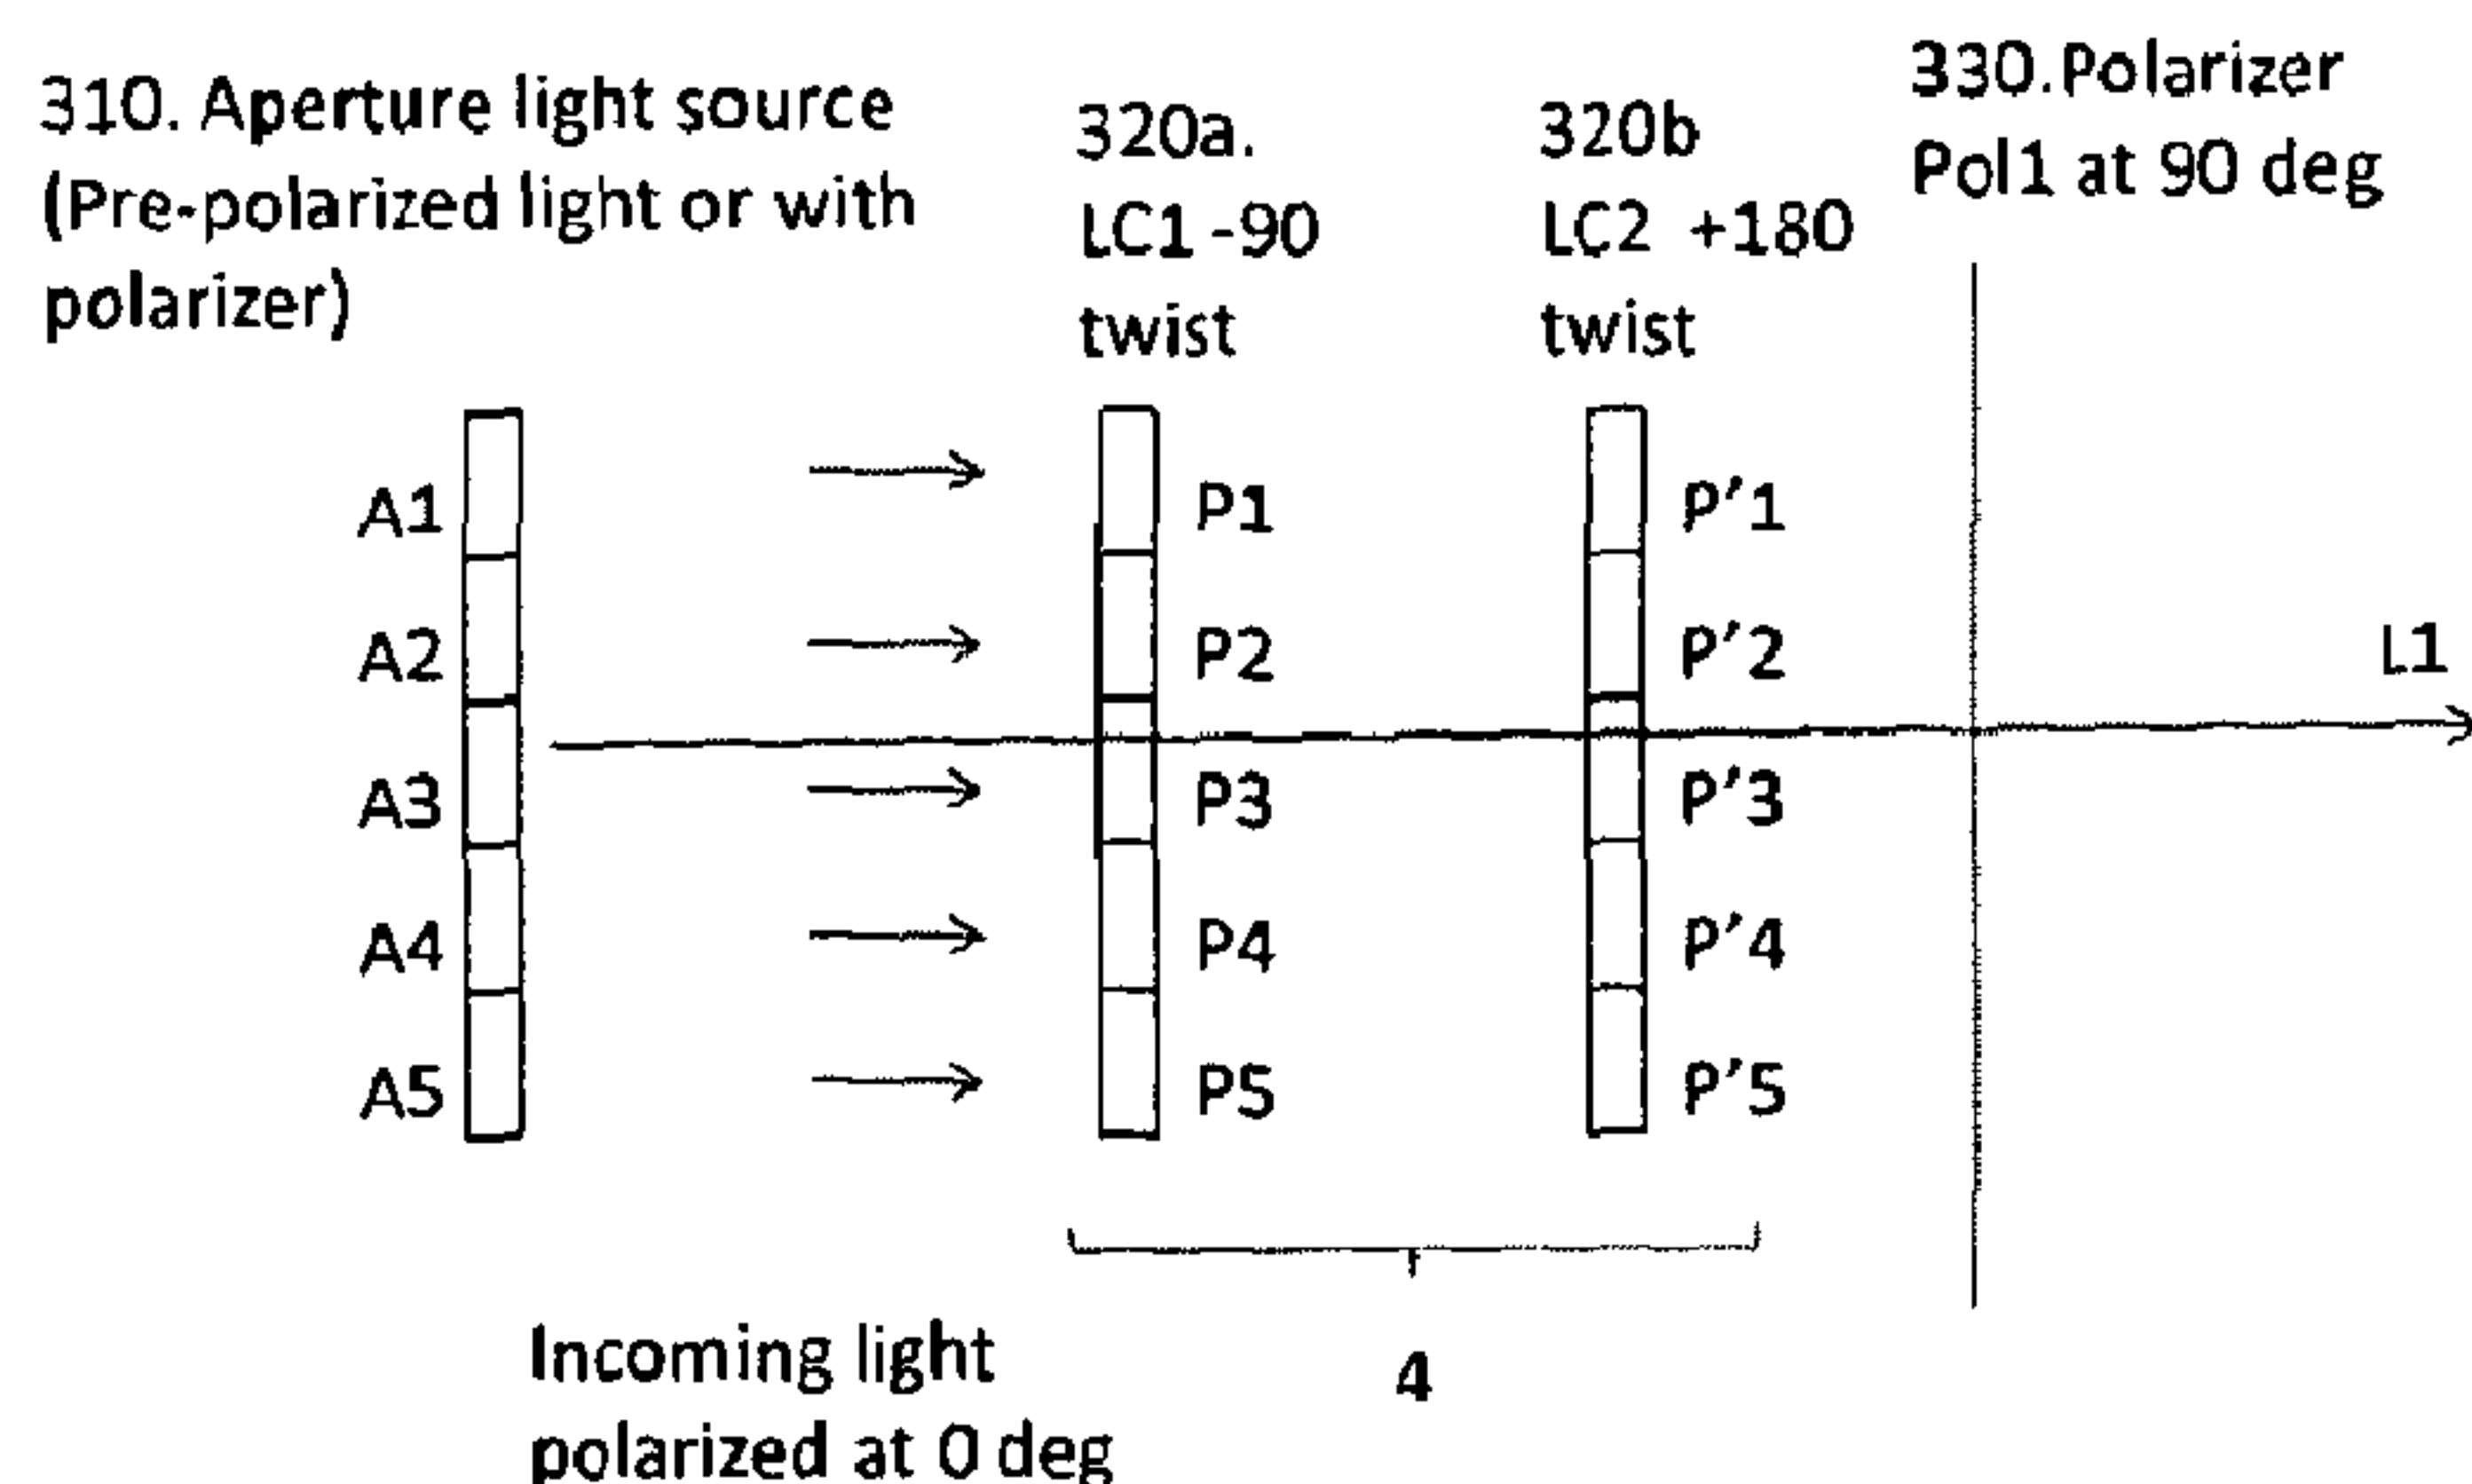 310. Aperture light source
(Pre-polarized light or with
polarizer)
320a.
LC1 -90
twist
320b
LC2 +180
twist
330.Polarizer
Pol1 at 90 deg
A1
A2
A3
A4
A5
P1
P2
P3
P4
P5
P'1
P'2
P'3
P'4
P'5
L1
Incoming light
polarized at 0 deg
4